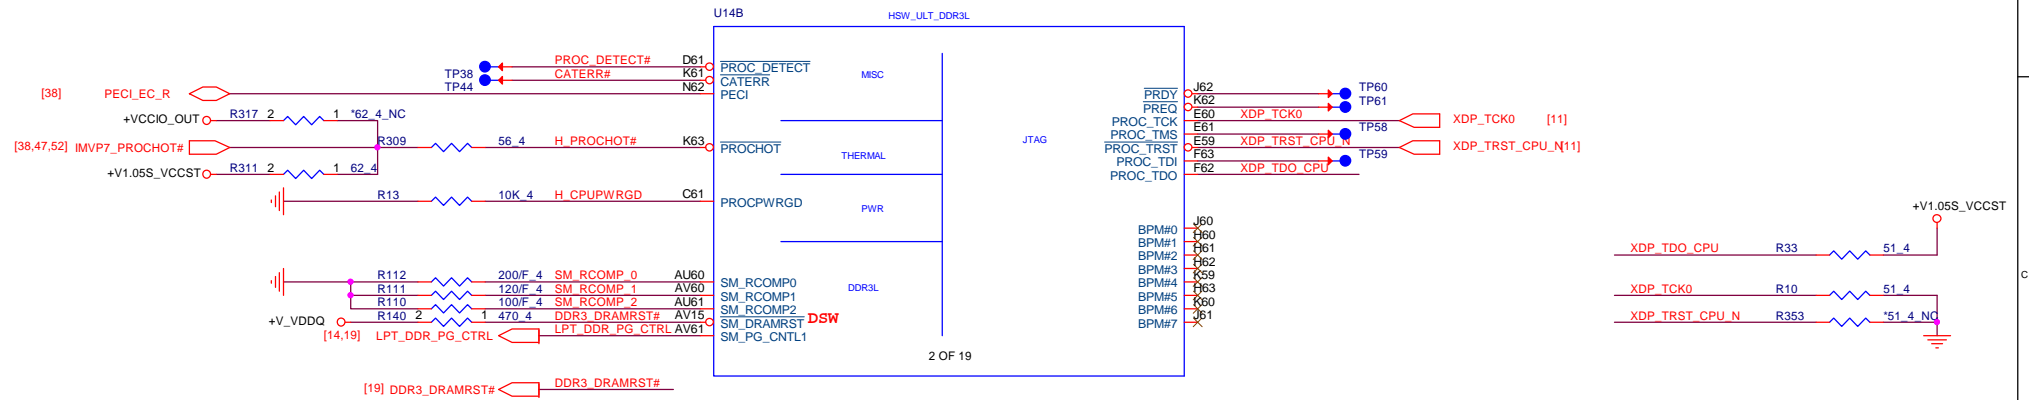 U14B
HSW_ULT_DDR3L
PROC_DETECT# D61 PROC_DETECT
TP38 CATERR# K61 CATERR
MISC
TP44 N62 PECI
[38] PECI_EC_R
J62 PRDY TP60
K62 PREQ TP61
+VCCIO_OUT R317 2 1 *62_4_NC
PROC_TCK E60 XDP_TCK0 XDP_TCK0 [11]
PROC_TMS E61 TP58
[38,47,52] IMVP7_PROCHOT# R309 56_4 H_PROCHOT# K63 PROCHOT
JTAG
PROC_TRST E59 XDP_TRST_CPU_N XDP_TRST_CPU_N [11]
THERMAL
PROC_TDI F63 TP59
+V1.05S_VCCST R311 2 1 62_4
PROC_TDO F62 XDP_TDO_CPU
R13 10K_4 H_CPUPWRGD C61 PROCPWRGD
PWR
+V1.05S_VCCST
BPM#0 J60
BPM#1 H60
BPM#2 H61
BPM#3 H62
BPM#4 K59
BPM#5 H63
BPM#6 K60
BPM#7 J61
XDP_TDO_CPU R33 51_4
C
R112 200/F_4 SM_RCOMP_0 AU60 SM_RCOMP0
DDR3L
R111 120/F_4 SM_RCOMP_1 AV60 SM_RCOMP1
XDP_TCK0 R10 51_4
R110 100/F_4 SM_RCOMP_2 AU61 SM_RCOMP2
+V_VDDQ R140 2 1 470_4 DDR3_DRAMRST# AV15 SM_DRAMRST DSW
XDP_TRST_CPU_N R353 *51_4_NC
[14,19] LPT_DDR_PG_CTRL LPT_DDR_PG_CTRL AV61 SM_PG_CNTL1
2 OF 19
[19] DDR3_DRAMRST# DDR3_DRAMRST#